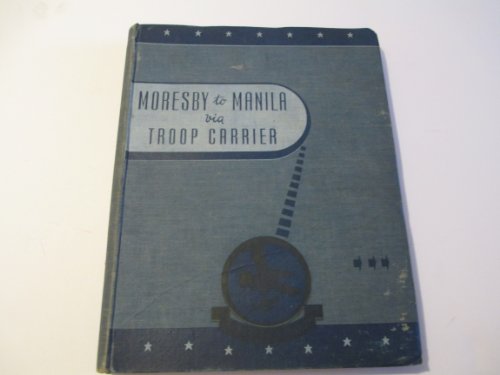 MORESBY to MANILA
via
TROOP CARRIER